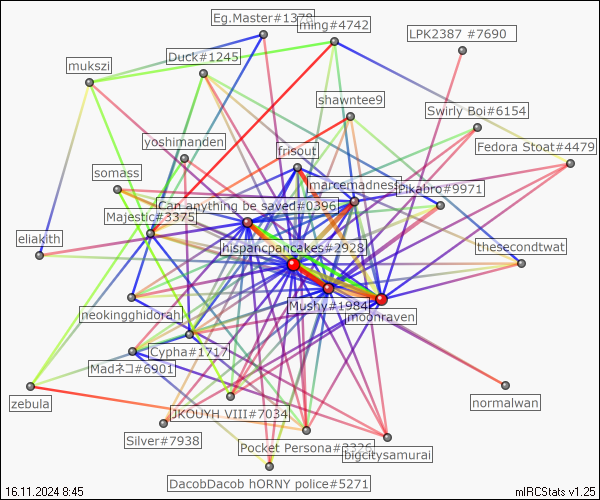 Eg.Master#1378
ming#4742
LPK2387 #7690
Duck#1245
mukszi
shawntee9
Swirly Boi#6154
yoshimanden
frisout
Fedora Stoat#4479
somass
marcemadness
Pikabro#9971
Can anything be saved#0396
Majestic#3375
eliakith
hispanicpancakes#2928
thesecondtwat
neokingghidorah
Mushy#1984
moonraven
Cypha#1717
Madネコ#6901
zebula
JKOUYH VIII#7034
normalwan
Silver#7938
Pocket Persona#3326
bigcitysamurai
DacobDacob hORNY police#5271
16.11.2024 8:45
mIRCStats v1.25